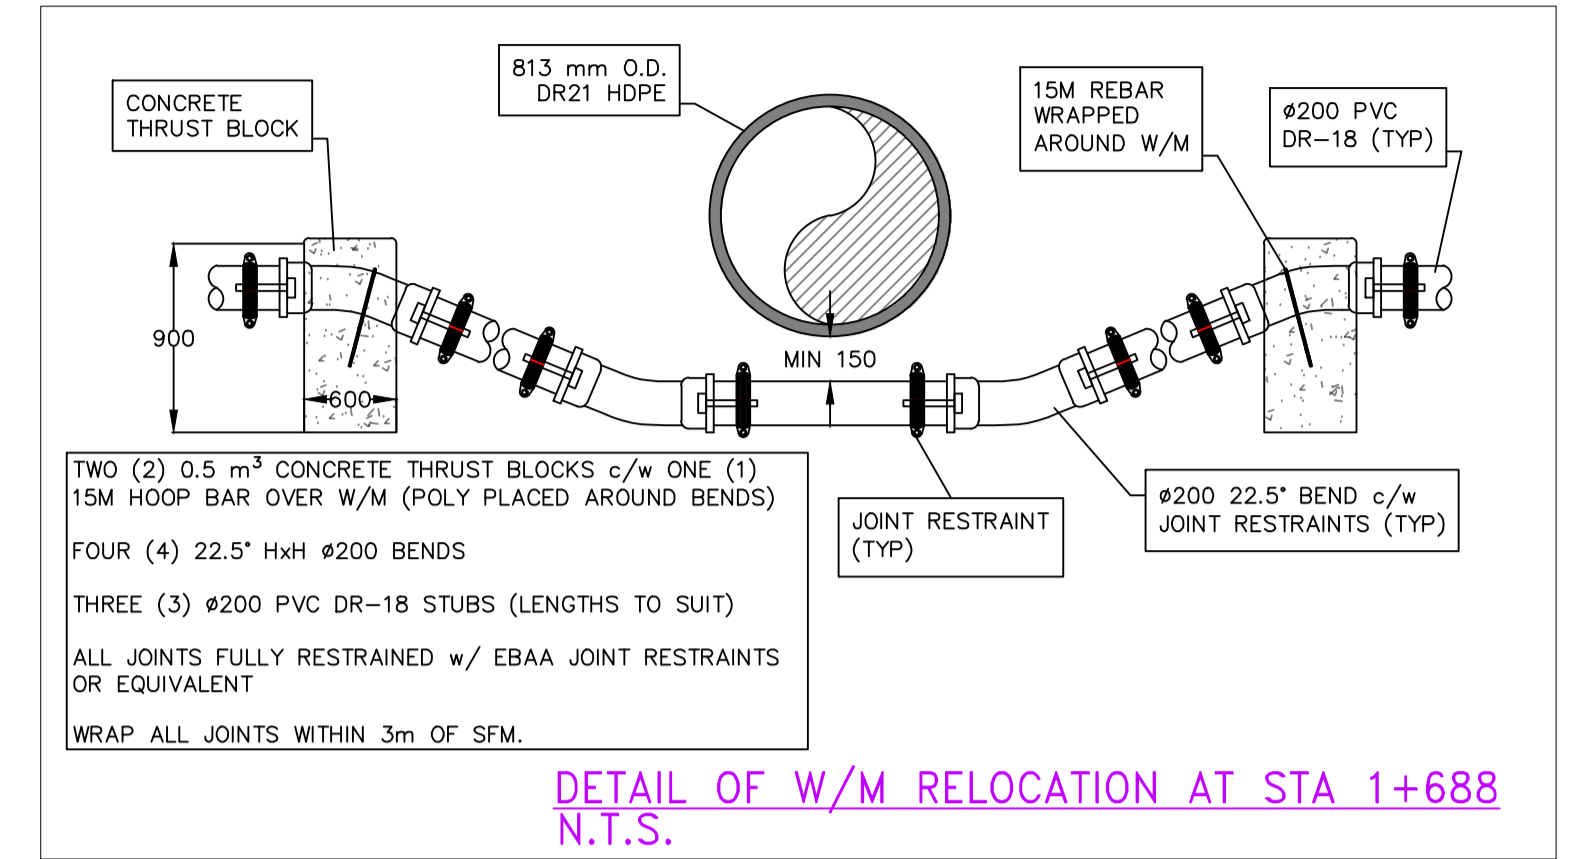 813 mm O.D.
DR21 HDPE
CONCRETE
THRUST BLOCK
15M REBAR
WRAPPED
AROUND W/M
Ø200 PVC
DR-18 (TYP)
900
600
MIN 150
TWO (2) 0.5 m³ CONCRETE THRUST BLOCKS c/w ONE (1)
15M HOOP BAR OVER W/M (POLY PLACED AROUND BENDS)
FOUR (4) 22.5° HxH Ø200 BENDS
THREE (3) Ø200 PVC DR-18 STUBS (LENGTHS TO SUIT)
ALL JOINTS FULLY RESTRAINED w/ EBAA JOINT RESTRAINTS
OR EQUIVALENT
WRAP ALL JOINTS WITHIN 3m OF SFM.
JOINT RESTRAINT
(TYP)
Ø200 22.5° BEND c/w
JOINT RESTRAINTS (TYP)
DETAIL OF W/M RELOCATION AT STA 1+688
N.T.S.